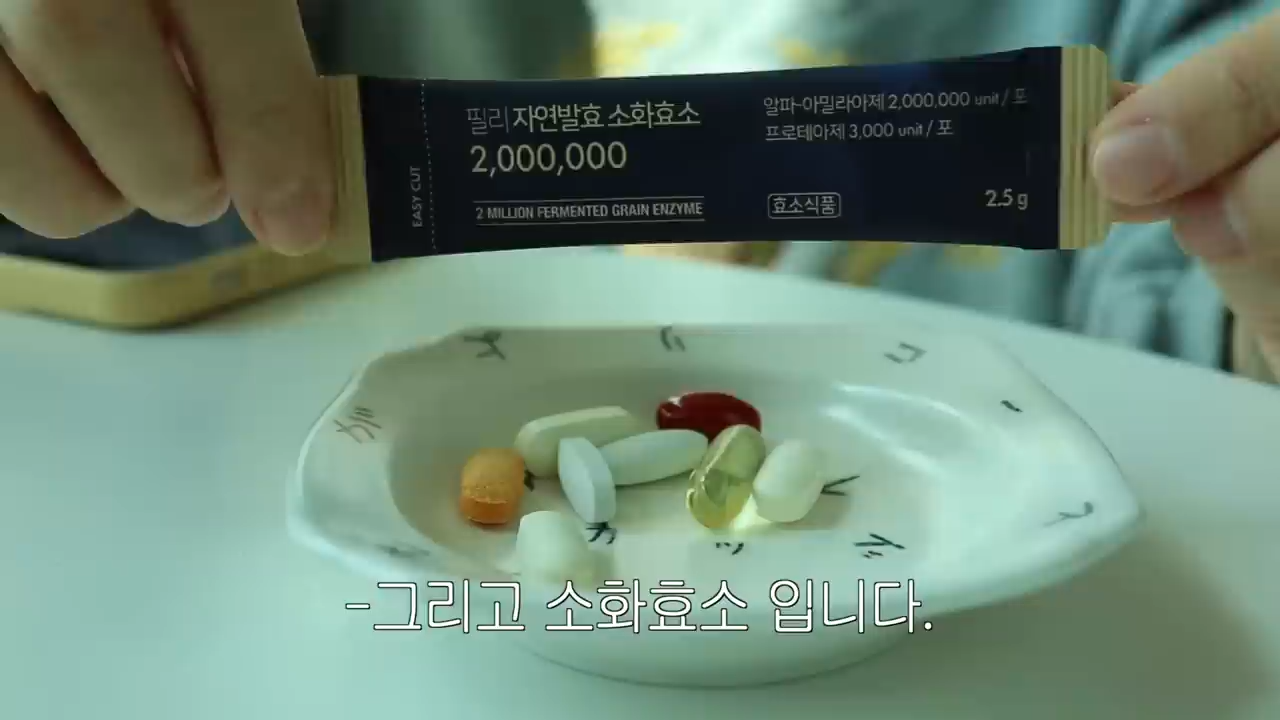 필리 자연발효 소화효소
2,000,000
2 MILLION FERMENTED GRAIN ENZYME
EASY CUT
알파-아밀라아제 2,000,000 unit / 포
프로테아제 3,000 unit / 포
효소식품
2.5 g
-그리고 소화효소 입니다.